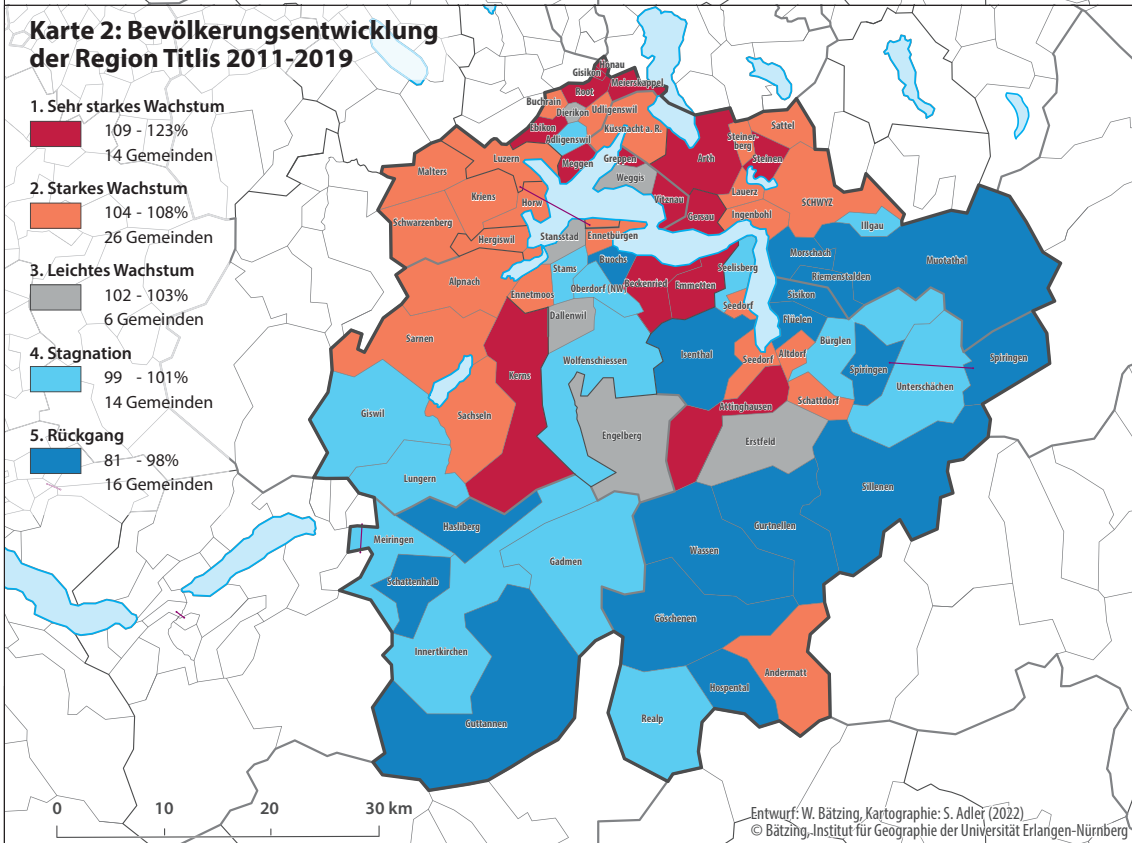 Karte 2: Bevölkerungsentwicklung
der Region Titlis 2011-2019
1. Sehr starkes Wachstum
109 - 123%
14 Gemeinden
2. Starkes Wachstum
104 - 108%
26 Gemeinden
3. Leichtes Wachstum
102 - 103%
6 Gemeinden
4. Stagnation
99 - 101%
14 Gemeinden
5. Rückgang
81 - 98%
16 Gemeinden
Honau
Gisikon
Root
Meierskappel
Buchrain
Dierikon
Udligenswil
Ebikon
Adligenswil
Küssnacht a. R.
Sattel
Steiner-
berg
Steinen
Arth
Luzern
Meggen
Greppen
Weggis
Malters
Kriens
Horw
Vitznau
Gersau
Lauerz
SCHWYZ
Ingenbohl
Illgau
Schwarzenberg
Hergiswil
Stansstad
Ennetbürgen
Buochs
Stams
Seelisberg
Morschach
Muotathal
Riemenstalden
Alpnach
Ennetmoos
Oberdorf (NW)
Beckenried
Emmetten
Sisikon
Seedorf
Flüelen
Dallenwil
Sarnen
Wolfenschiessen
Isenthal
Seedorf
Altdorf
Bürglen
Spiringen
Spiringen
Unterschächen
Kerns
Attinghausen
Schattdorf
Giswil
Sachseln
Engelberg
Erstfeld
Lungern
Silenen
Hasliberg
Meiringen
Gurtnellen
Wassen
Gadmen
Schattenhalb
Göschenen
Innertkirchen
Andermatt
Hospental
Realp
Guttannen
0 10 20 30 km
Entwurf: W. Bätzing, Kartographie: S. Adler (2022)
© Bätzing, Institut für Geographie der Universität Erlangen-Nürnberg